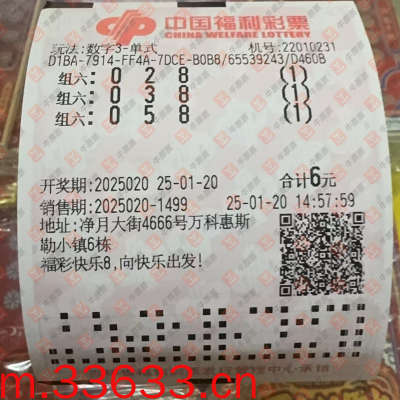 中国福利彩票
CHINA WELFARE LOTTERY
玩法:数字3-单式 机号:22010231
D1BA-7914-FF4A-7DCE-B0B8/65539243/D460B
组六: 0 2 8 (1)
组六: 0 3 8 (1)
组六: 0 5 8 (1)
开奖期:2025020 25-01-20 合计6元
销售期:2025020-1499 25-01-20 14:57:59
地址:净月大街4666号万科惠斯
勒小镇6栋
福彩快乐8,向快乐出发!
m.33633.cn